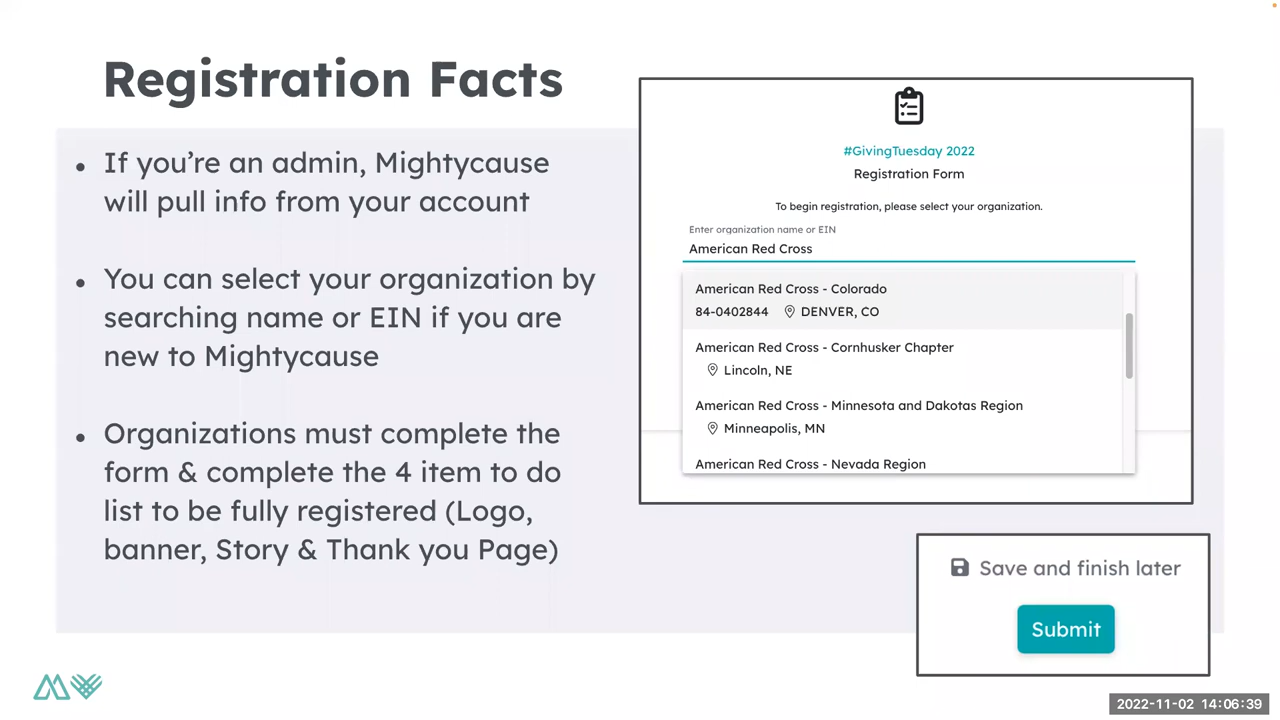 Registration Facts
• If you’re an admin, Mightycause
will pull info from your account
• You can select your organization by
searching name or EIN if you are
new to Mightycause
• Organizations must complete the
form & complete the 4 item to do
list to be fully registered (Logo,
banner, Story & Thank you Page)
#GivingTuesday 2022
Registration Form
To begin registration, please select your organization.
Enter organization name or EIN
American Red Cross
American Red Cross - Colorado
84-0402844 DENVER, CO
American Red Cross - Cornhusker Chapter
Lincoln, NE
American Red Cross - Minnesota and Dakotas Region
Minneapolis, MN
American Red Cross - Nevada Region
Save and finish later
Submit
2022-11-02 14:06:39